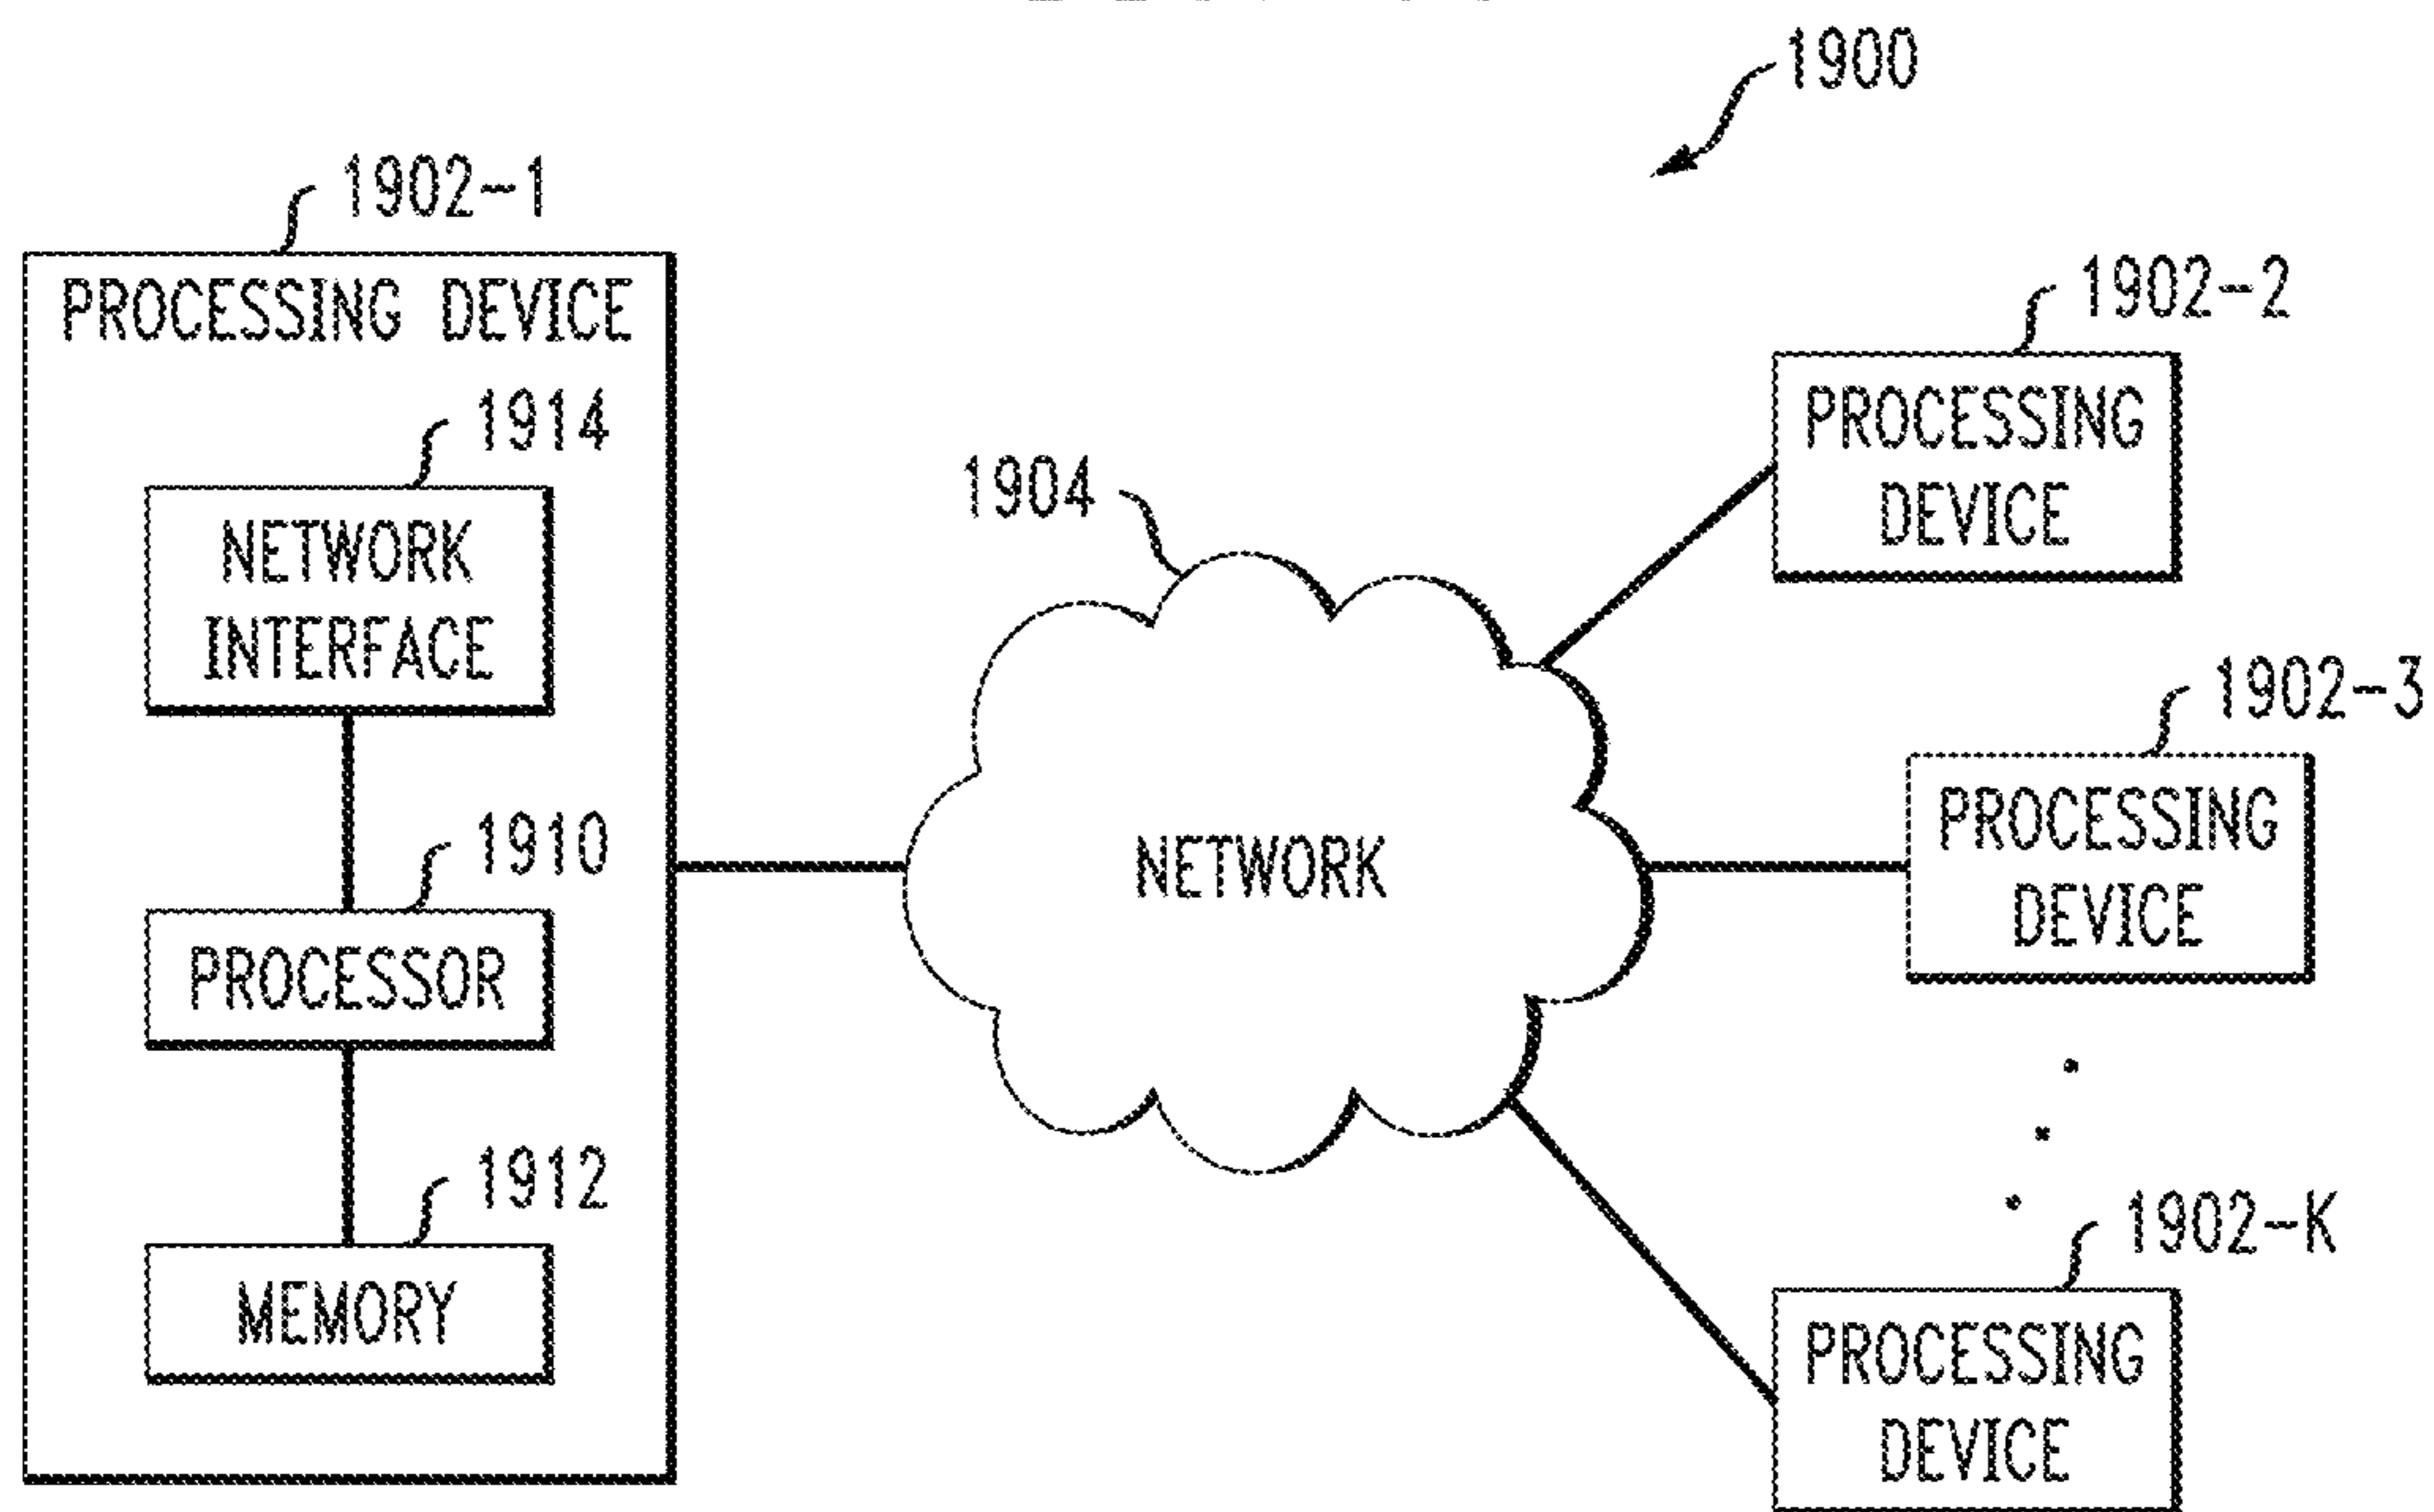 1900
1902-1
PROCESSING DEVICE
1914
NETWORK
INTERFACE
1910
PROCESSOR
1912
MEMORY
1904
NETWORK
1902-2
PROCESSING
DEVICE
1902-3
PROCESSING
DEVICE
1902-K
PROCESSING
DEVICE